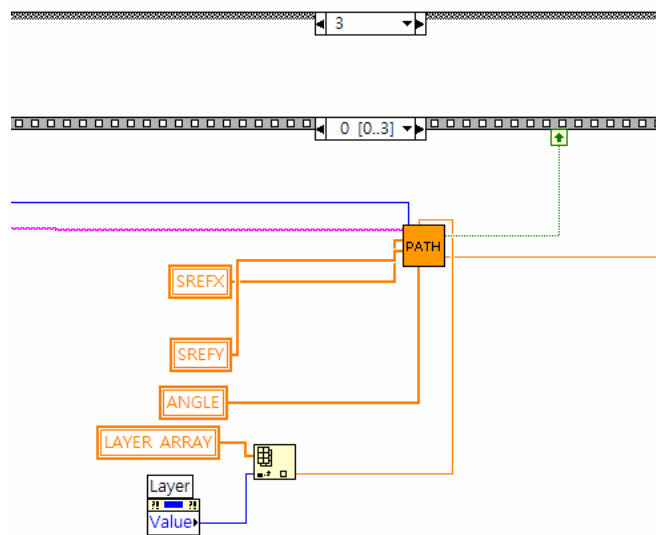 3
0 [0..3]
PATH
SREFX
SREFY
ANGLE
LAYER ARRAY
Layer
?! ?!
Value